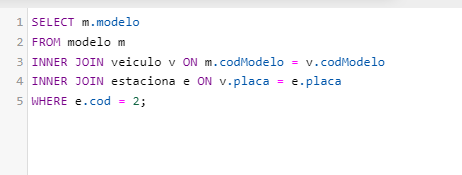 1 SELECT m.modelo
2 FROM modelo m
3 INNER JOIN veiculo v ON m.codModelo = v.codModelo
4 INNER JOIN estaciona e ON v.placa = e.placa
5 WHERE e.cod = 2;